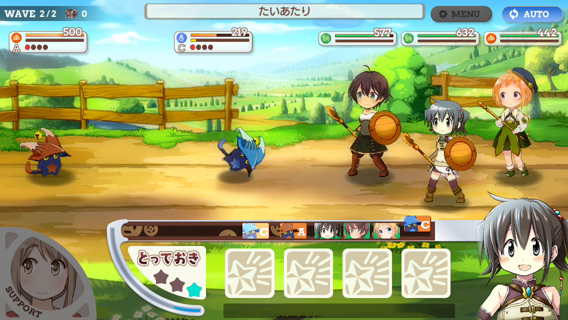 WAVE 2/2 0
たいあたり
MENU
AUTO
500
A
219
C
577
632
442
C A C
とっておき
SUPPORT